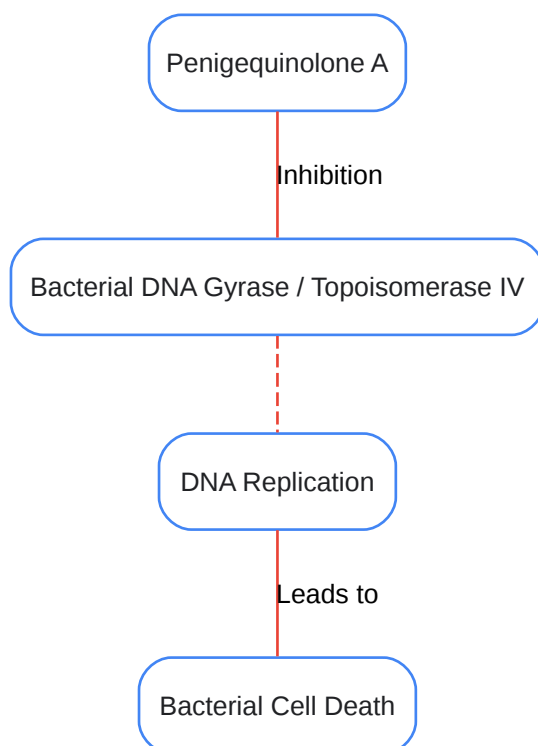 Penigequinolone A
Inhibition
Bacterial DNA Gyrase / Topoisomerase IV
DNA Replication
Leads to
Bacterial Cell Death